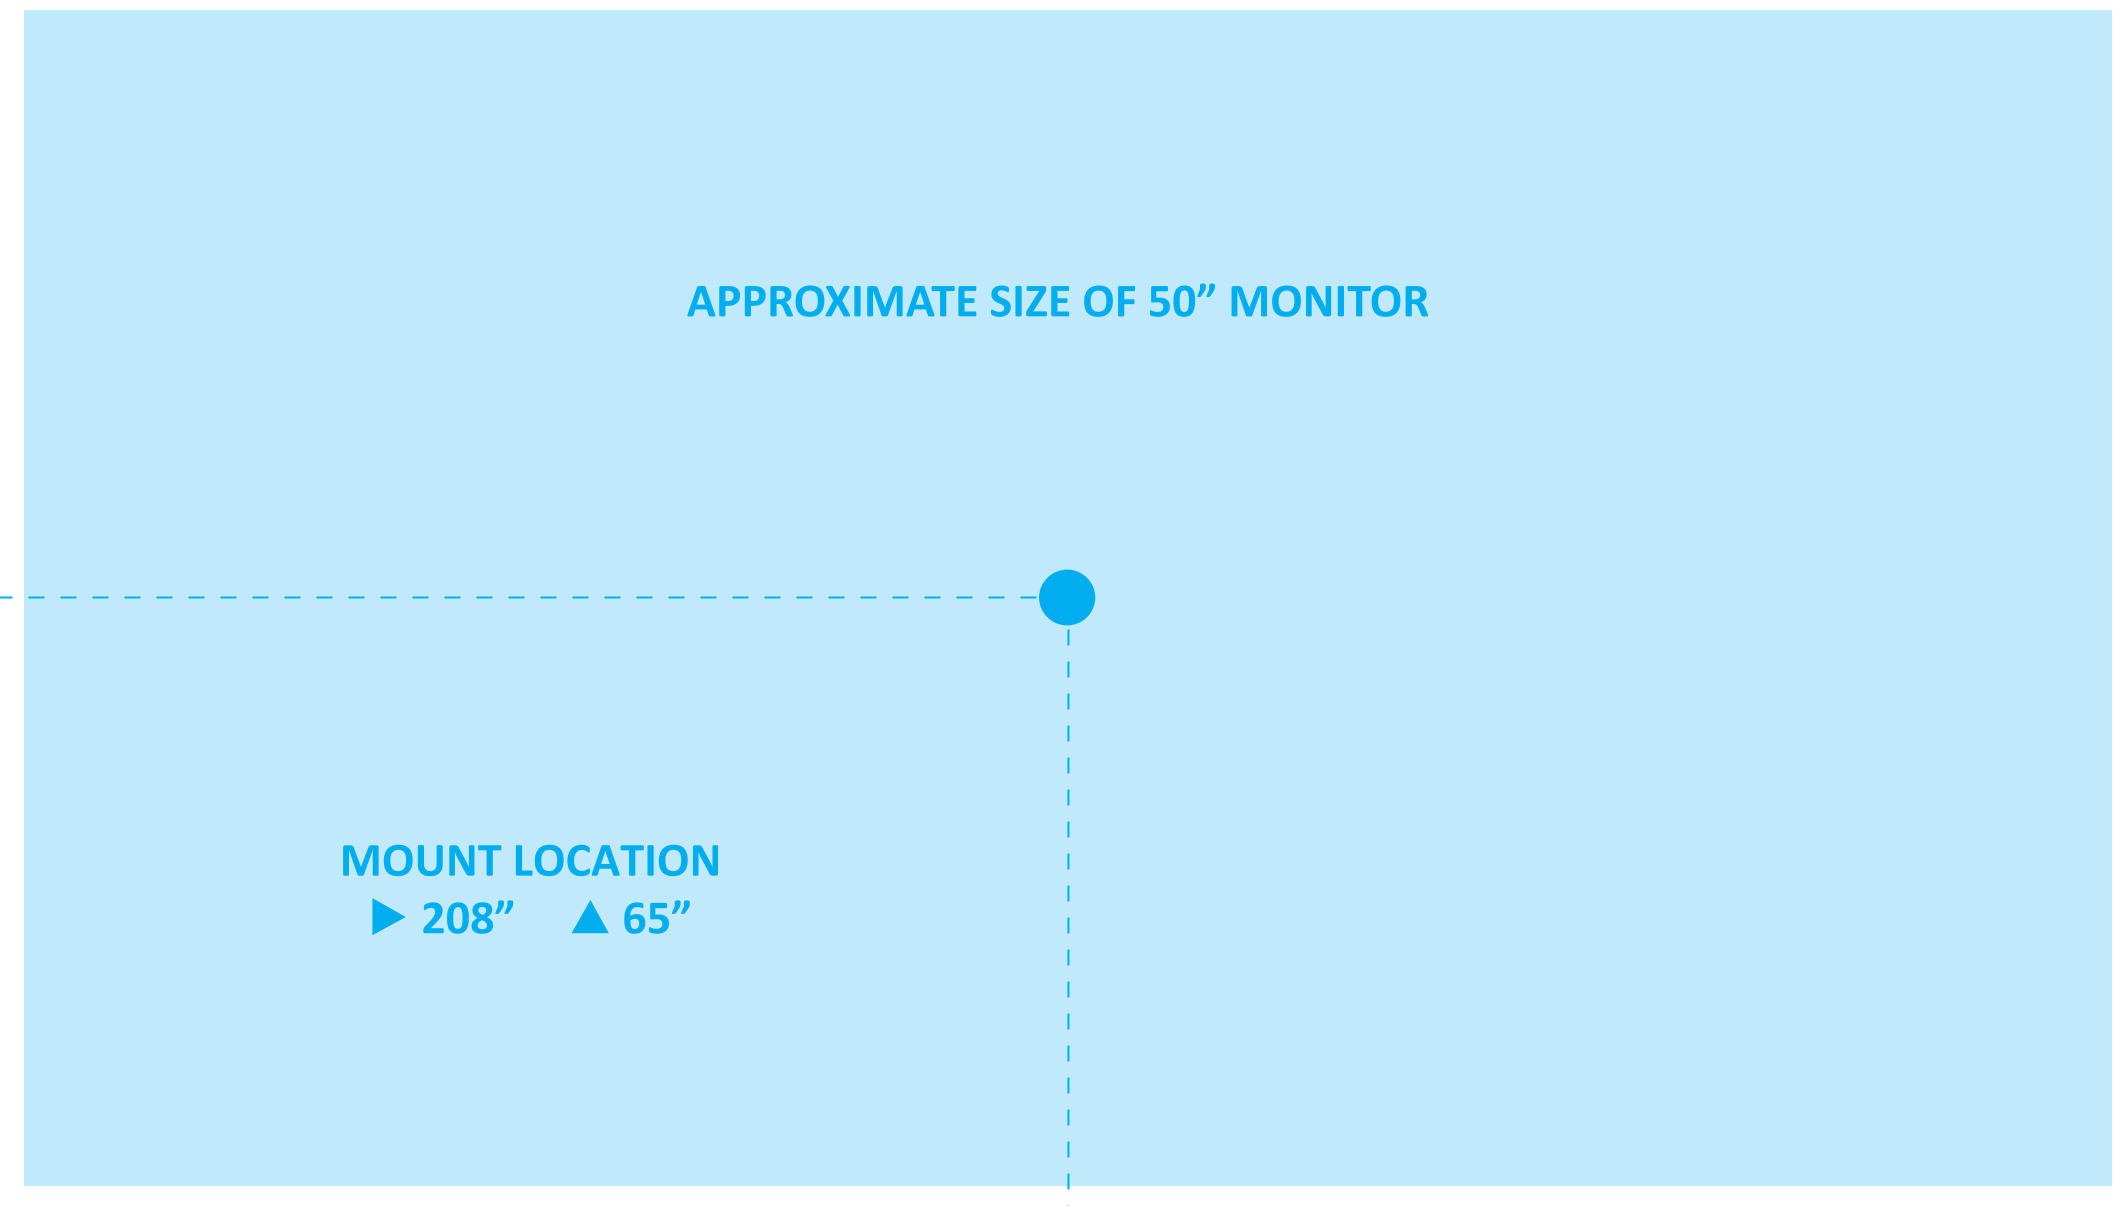 APPROXIMATE SIZE OF 50” MONITOR
MOUNT LOCATION
▶ 208” ▲ 65”